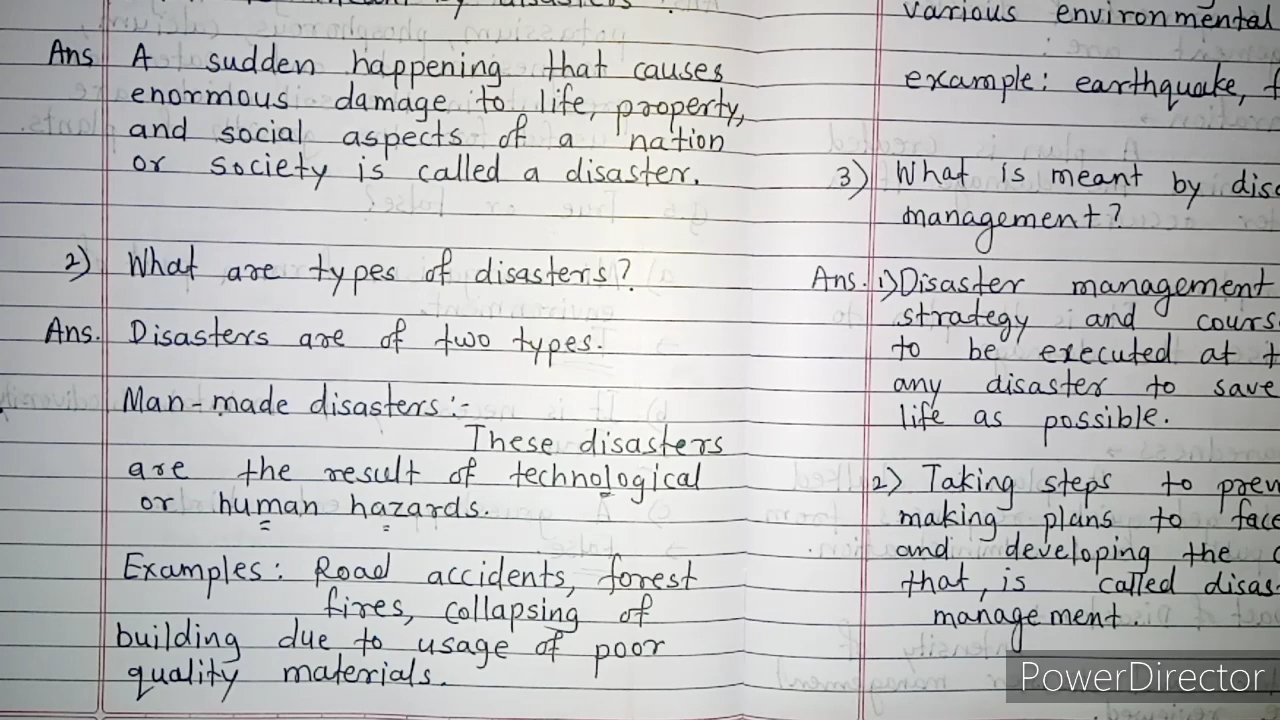 by disasters ?
Ans A sudden happening that causes
enormous damage to life, property,
and social aspects of a nation
or society is called a disaster.
2) What are types of disasters?
Ans. Disasters are of two types.
Man-made disasters:-
These disasters
are the result of technological
or human hazards.
Examples: Road accidents, forest
fires, collapsing of
building due to usage of poor
quality materials.
various environmental
example: earthquake,
3) What is meant by
management?
Ans. 1) Disaster management
strategy and
to be executed at
any disaster to save
life as possible.
2) Taking steps to
making plans to
and developing the
that, is called
management.
PowerDirector